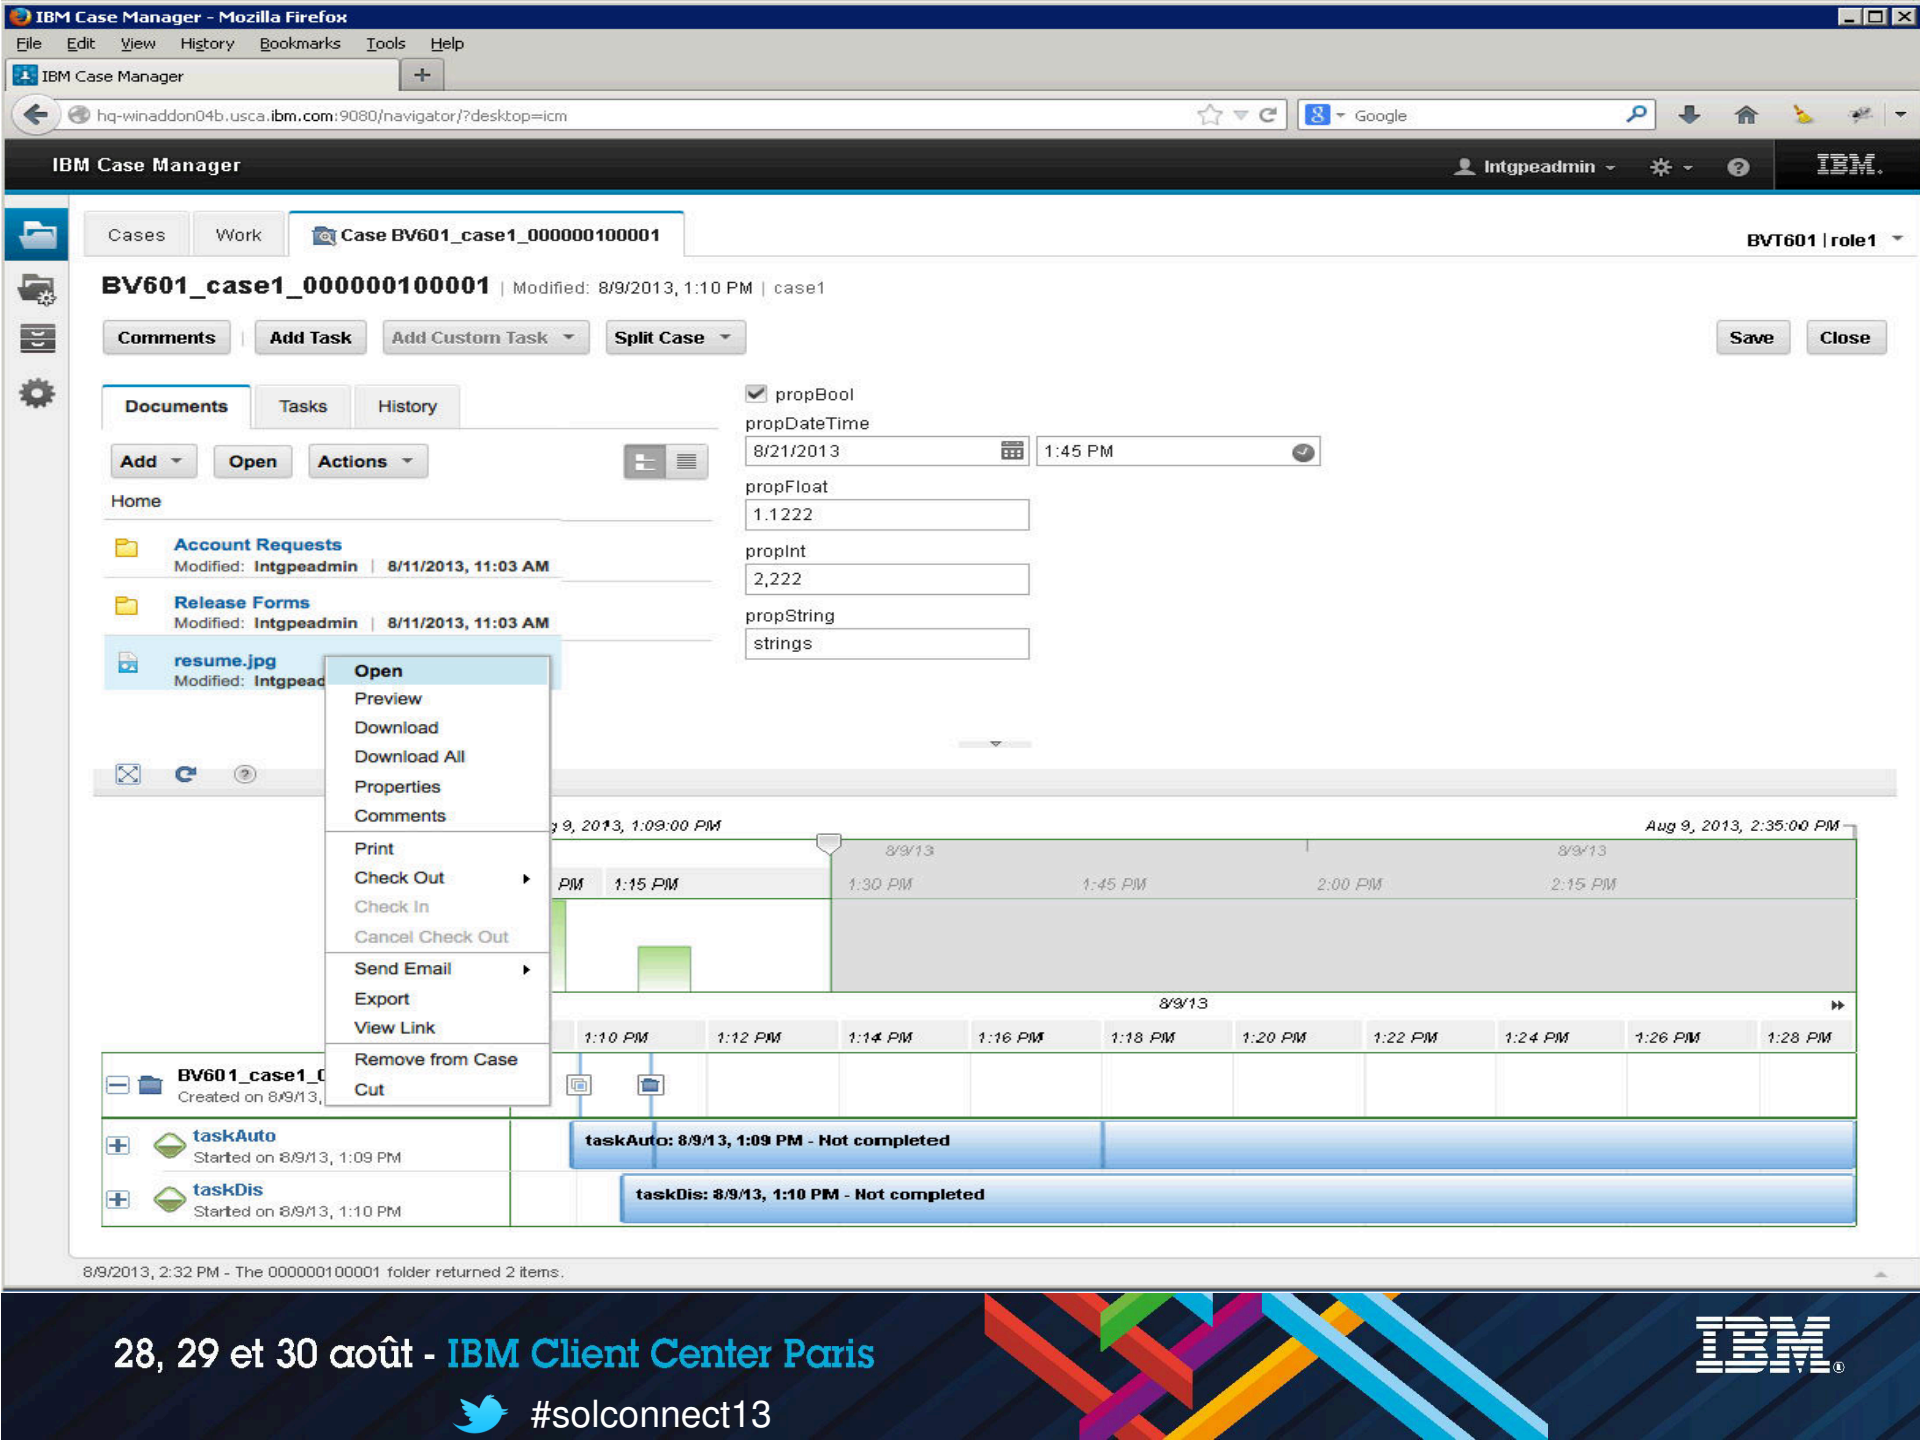 IBM Case Manager - Mozilla Firefox
File Edit View History Bookmarks Tools Help
IBM Case Manager +
hq-winaddon04b.usca.ibm.com:9080/navigator/?desktop=icm
8 Google
IBM Case Manager
Intgpeadmin
IBM.
Cases Work Case BV601_case1_000000100001
BVT601 | role1
BV601_case1_000000100001 | Modified: 8/9/2013, 1:10 PM | case1
Comments | Add Task Add Custom Task Split Case
Save Close
Documents Tasks History
Add Open Actions
Home
Account Requests
Modified: Intgpeadmin | 8/11/2013, 11:03 AM
Release Forms
Modified: Intgpeadmin | 8/11/2013, 11:03 AM
resume.jpg
Modified: Intgpead
propBool
propDateTime
8/21/2013 1:45 PM
propFloat
1.1222
propInt
2,222
propString
strings
Open
Preview
Download
Download All
Properties
Comments
Print
Check Out
Check In
Cancel Check Out
Send Email
Export
View Link
Remove from Case
Cut
9, 2013, 1:09:00 PM
Aug 9, 2013, 2:35:00 PM
8/9/13 8/9/13
PM 1:15 PM 1:30 PM 1:45 PM 2:00 PM 2:15 PM
8/9/13
1:10 PM 1:12 PM 1:14 PM 1:16 PM 1:18 PM 1:20 PM 1:22 PM 1:24 PM 1:26 PM 1:28 PM
BV601_case1_0
Created on 8/9/13,
taskAuto
Started on 8/9/13, 1:09 PM
taskAuto: 8/9/13, 1:09 PM - Not completed
taskDis
Started on 8/9/13, 1:10 PM
taskDis: 8/9/13, 1:10 PM - Not completed
8/9/2013, 2:32 PM - The 000000100001 folder returned 2 items.
28, 29 et 30 août - IBM Client Center Paris
#solconnect13
IBM®